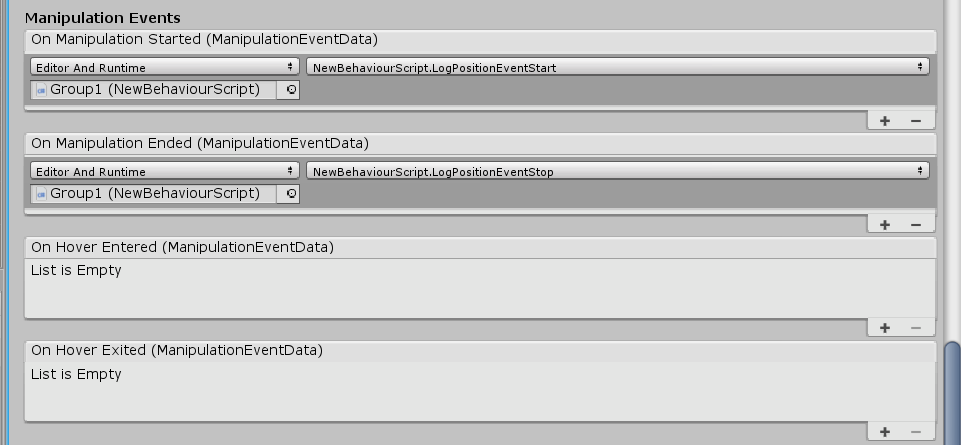 Manipulation Events
On Manipulation Started (ManipulationEventData)
Editor And Runtime NewBehaviourScript.LogPositionEventStart
Group1 (NewBehaviourScript)
On Manipulation Ended (ManipulationEventData)
Editor And Runtime NewBehaviourScript.LogPositionEventStop
Group1 (NewBehaviourScript)
On Hover Entered (ManipulationEventData)
List is Empty
On Hover Exited (ManipulationEventData)
List is Empty